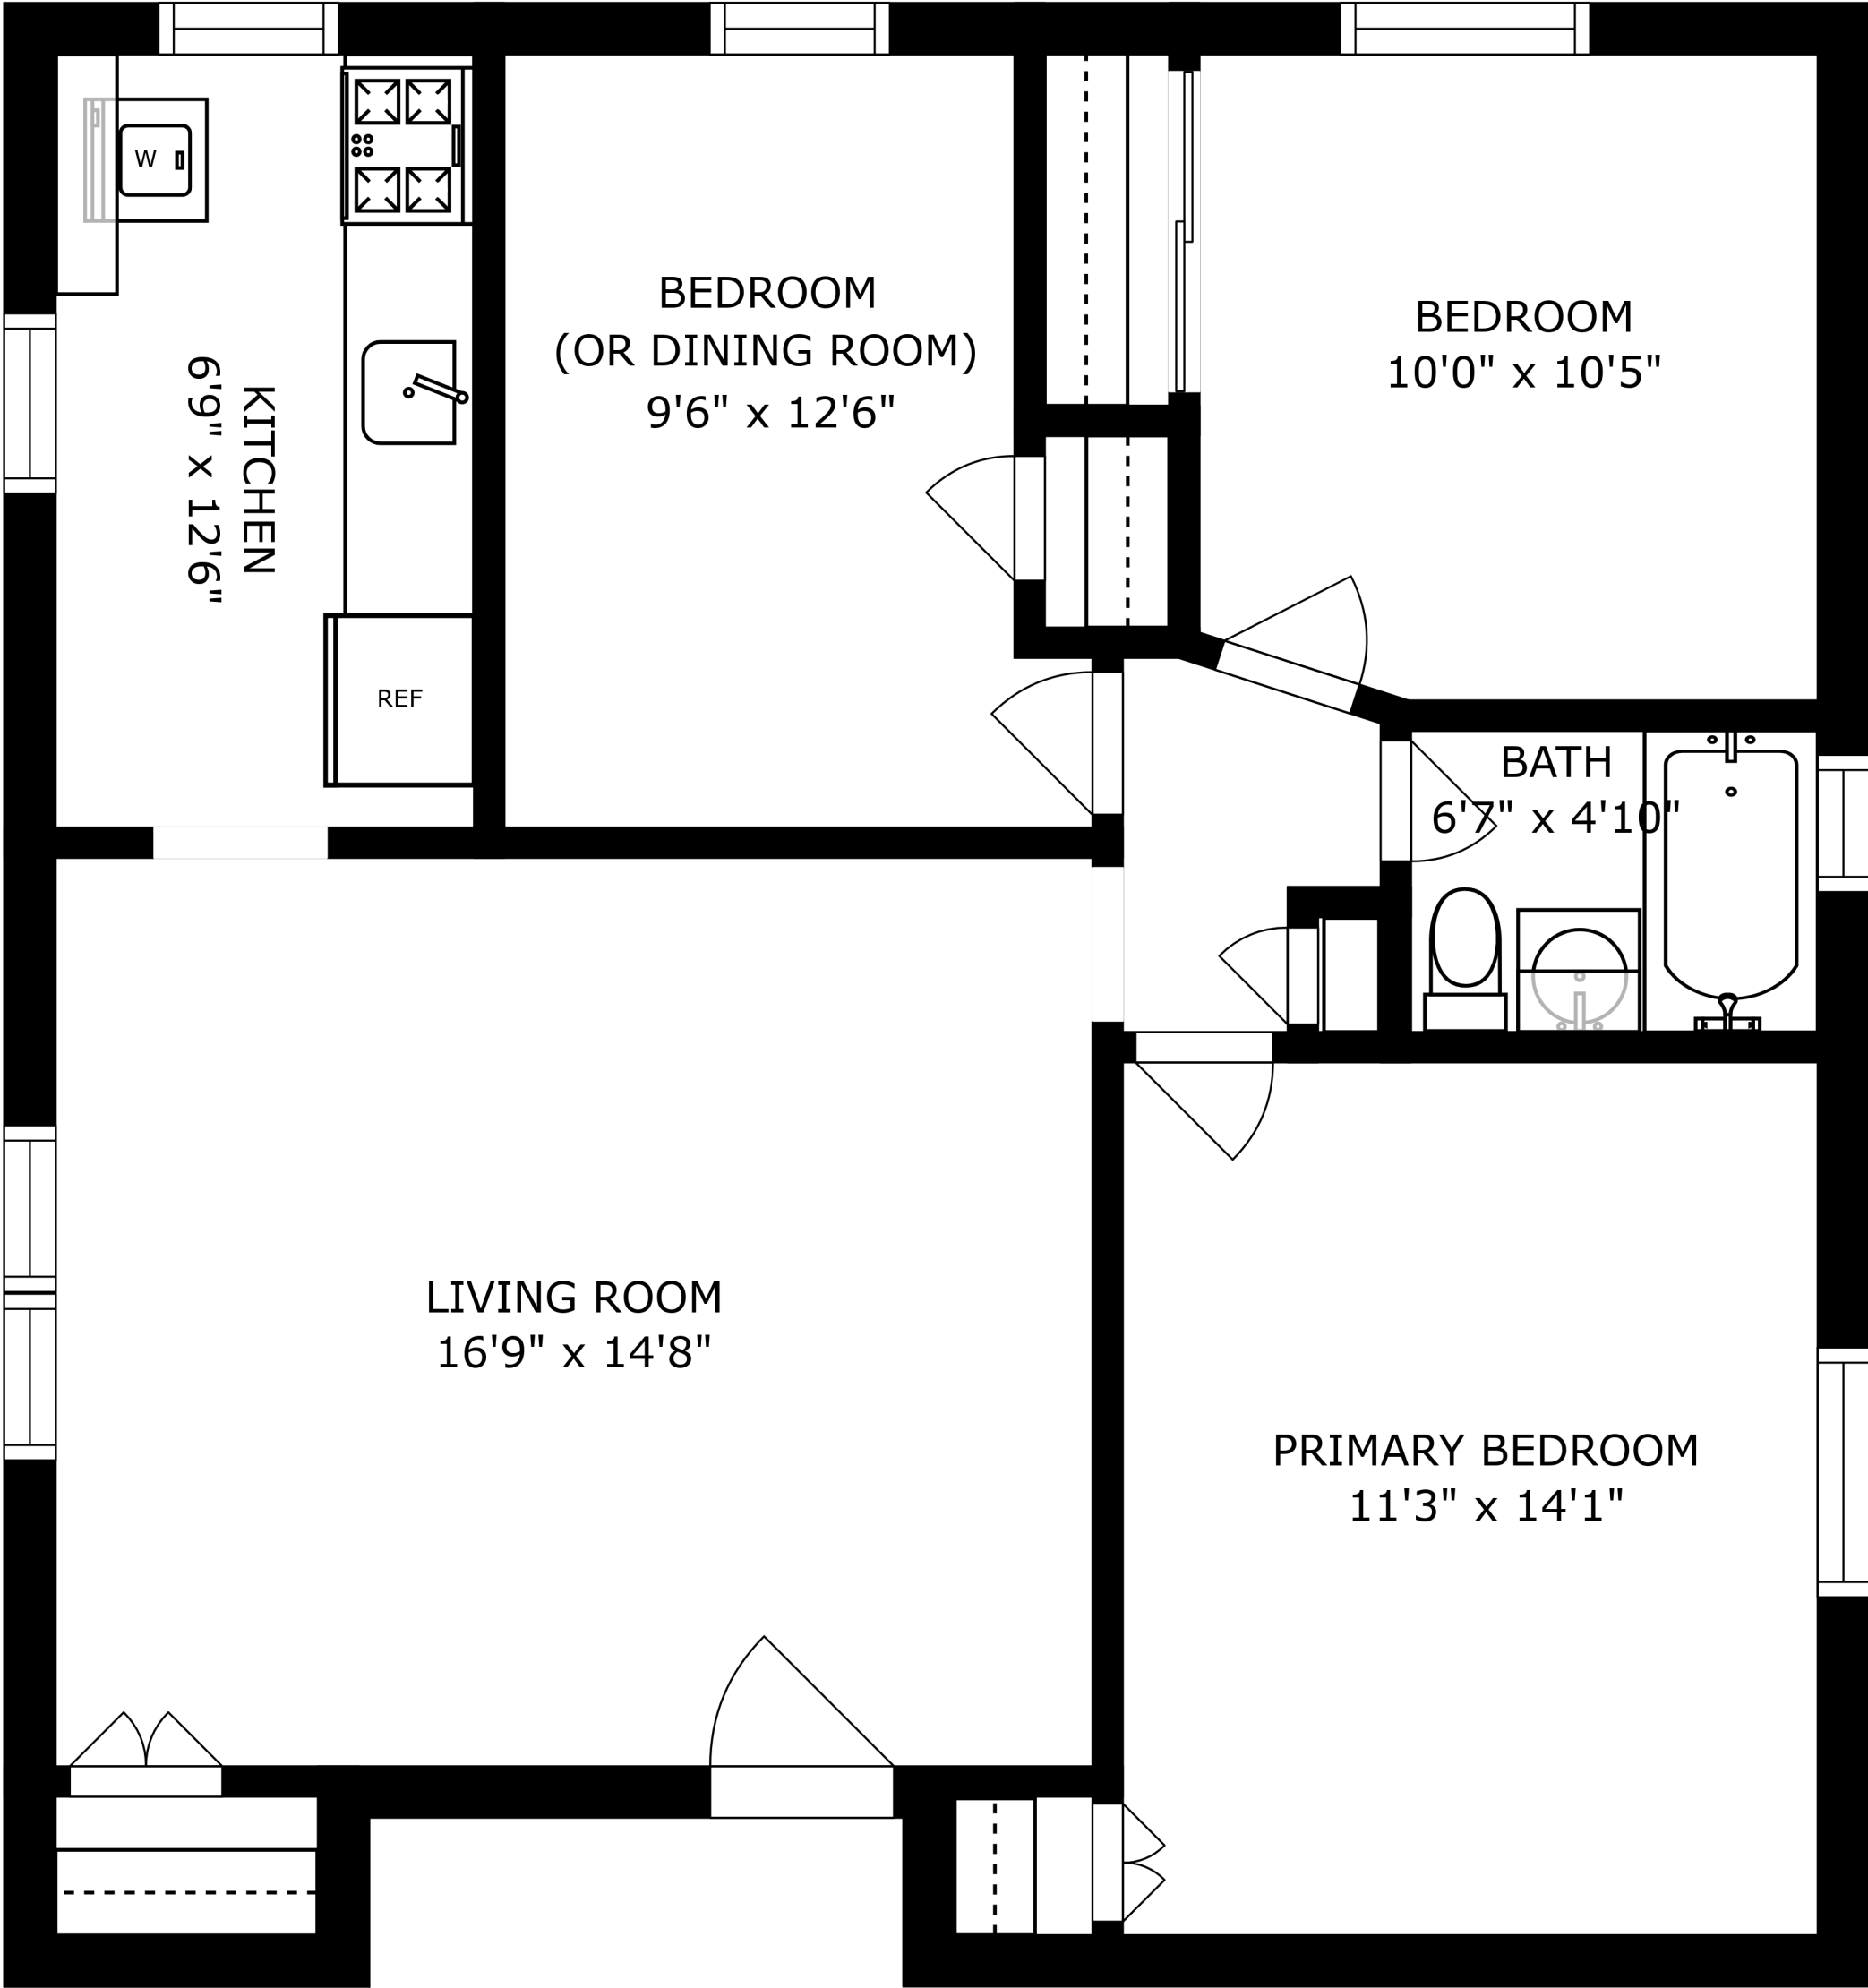 W
KITCHEN
6'9" x 12'6"
REF
BEDROOM
(OR DINING ROOM)
9'6" x 12'6"
BEDROOM
10'0" x 10'5"
BATH
6'7" x 4'10"
LIVING ROOM
16'9" x 14'8"
PRIMARY BEDROOM
11'3" x 14'1"